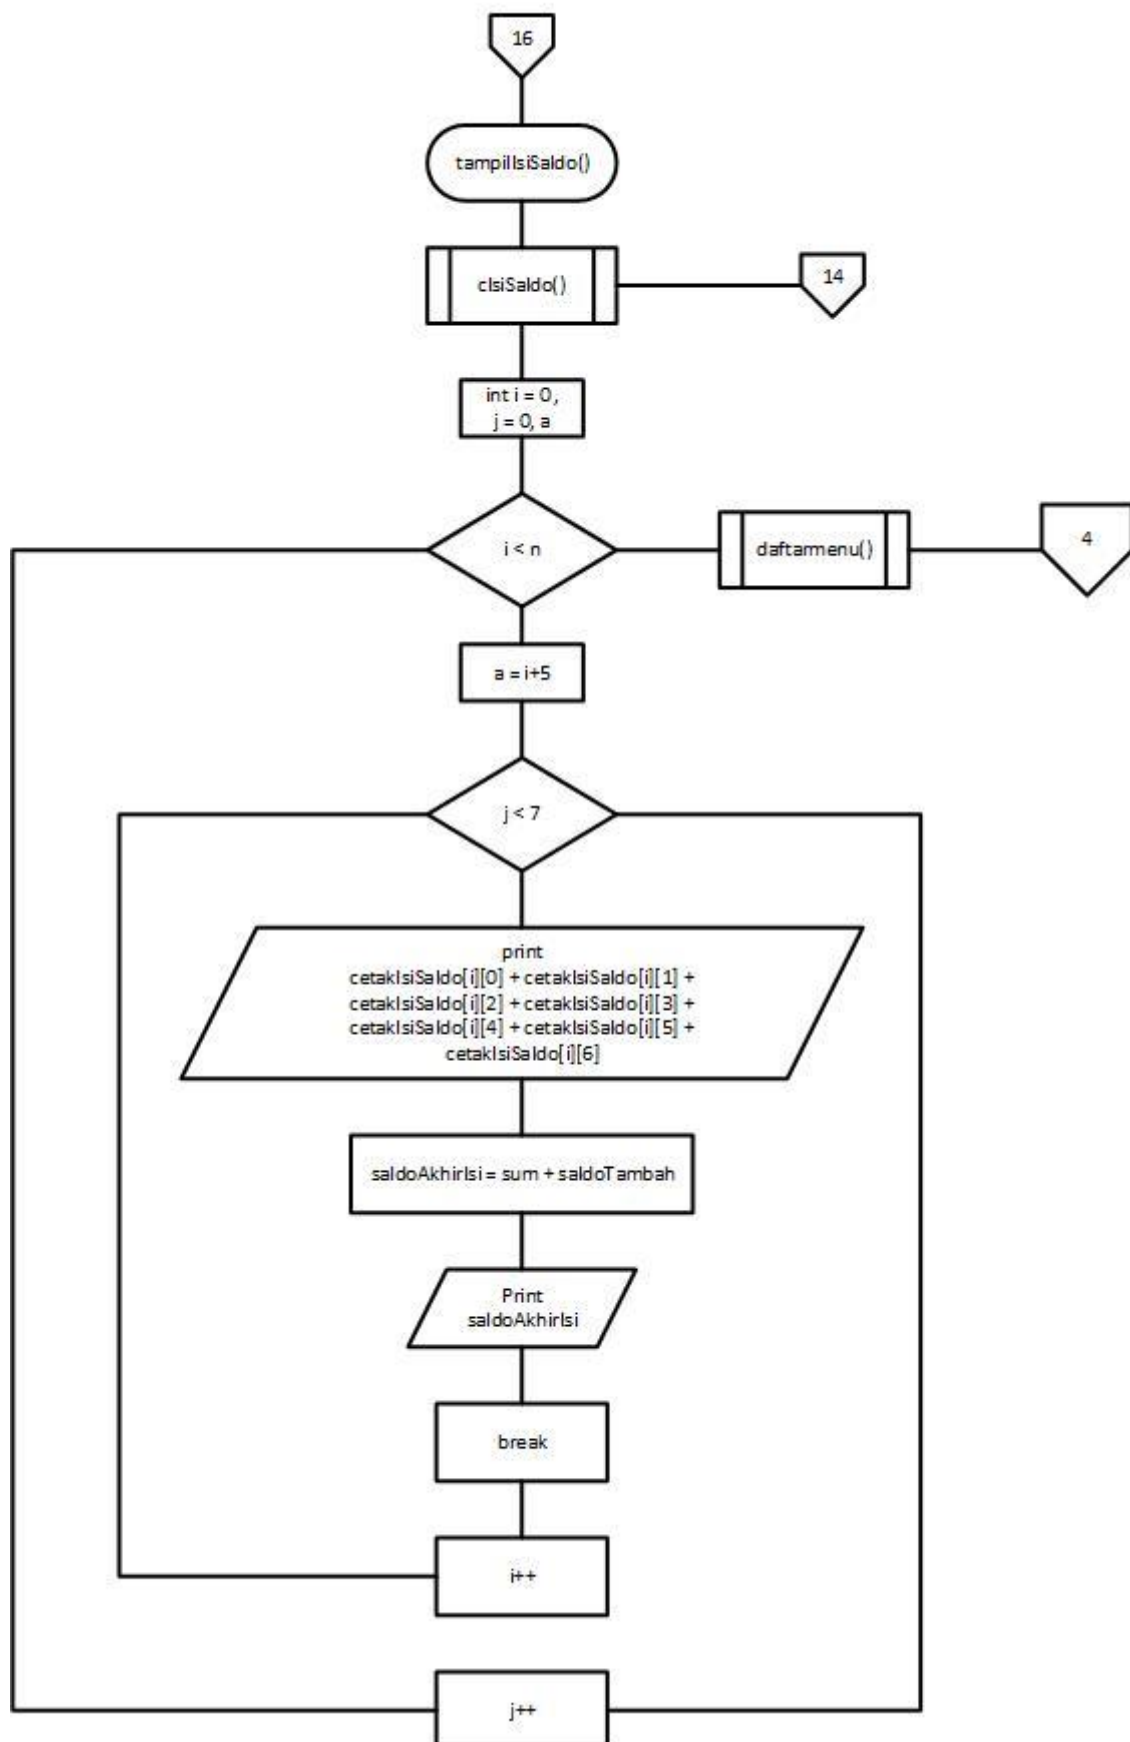 16
tampilIsiSaldo()
cIsiSaldo()
14
int i = 0,
j = 0, a
i < n
daftarmenu()
4
a = i+5
j < 7
print
cetakIsiSaldo[i][0] + cetakIsiSaldo[i][1] +
cetakIsiSaldo[i][2] + cetakIsiSaldo[i][3] +
cetakIsiSaldo[i][4] + cetakIsiSaldo[i][5] +
cetakIsiSaldo[i][6]
saldoAkhirIsi = sum + saldoTambah
Print
saldoAkhirIsi
break
i++
j++